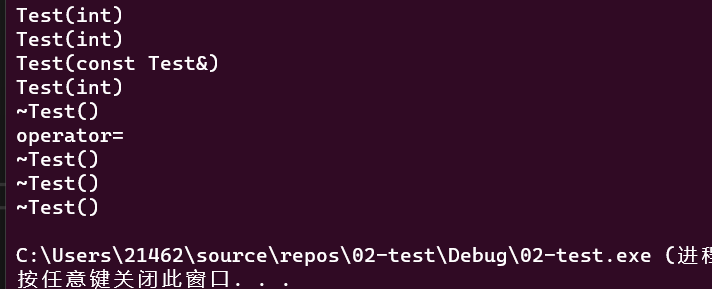 Test(int)
Test(int)
Test(const Test&)
Test(int)
~Test()
operator=
~Test()
~Test()
~Test()
C:\Users\21462\source\repos\02-test\Debug\02-test.exe (进程
按任意键关闭此窗口. . .